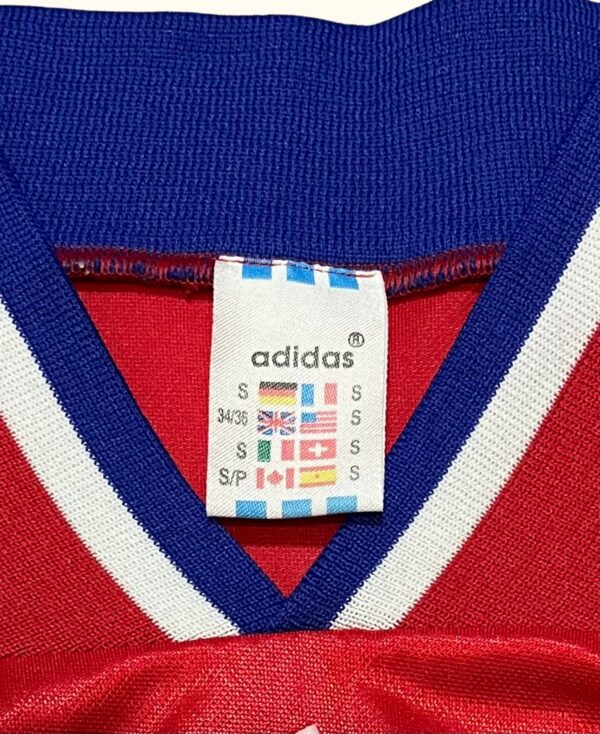 adidas ®
S S
34/36 S
S S
S/P S